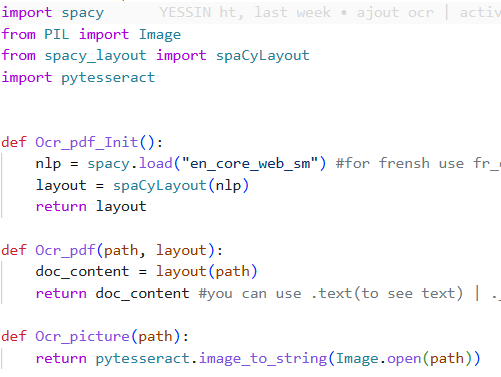 import spacy YESSIN ht, last week • ajout ocr | activ
from PIL import Image
from spacy_layout import spaCyLayout
import pytesseract
def Ocr_pdf_Init():
nlp = spacy.load("en_core_web_sm") #for frensh use fr_
layout = spaCyLayout(nlp)
return layout
def Ocr_pdf(path, layout):
doc_content = layout(path)
return doc_content #you can use .text(to see text) | .
def Ocr_picture(path):
return pytesseract.image_to_string(Image.open(path))